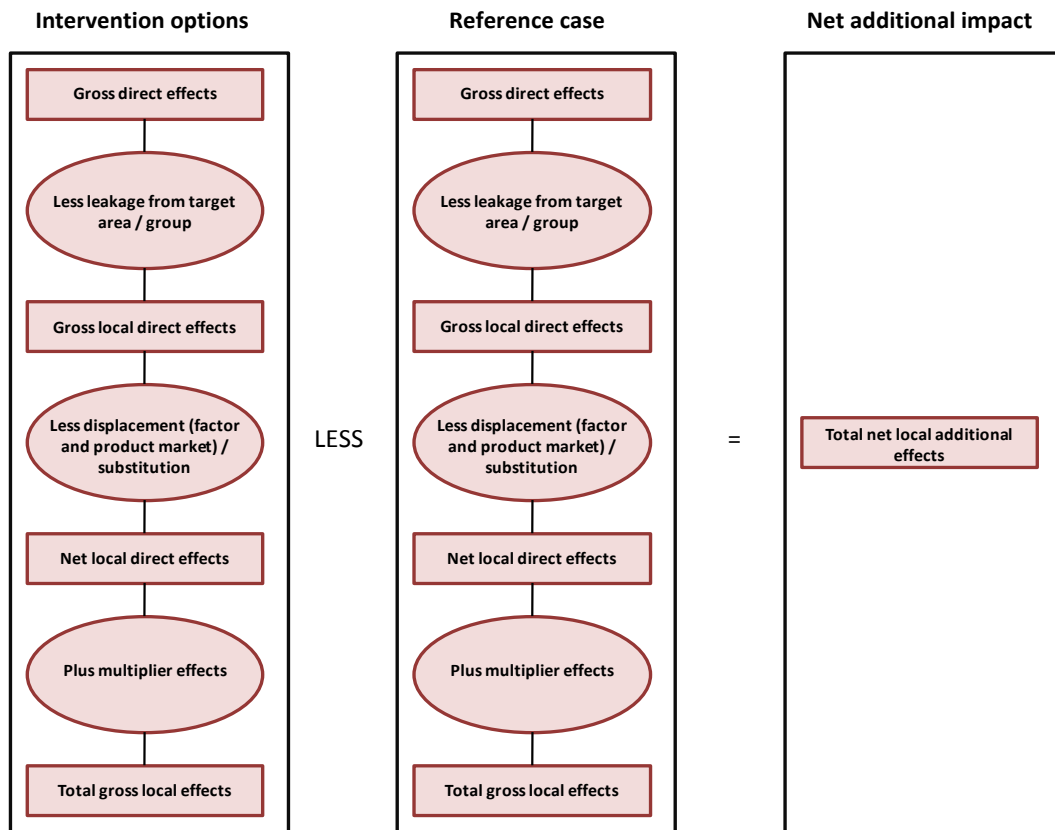 Intervention options
Reference case
Net additional impact
Gross direct effects
Less leakage from target
area / group
Gross local direct effects
Less displacement (factor
and product market) /
substitution
Net local direct effects
Plus multiplier effects
Total gross local effects
LESS
Gross direct effects
Less leakage from target
area / group
Gross local direct effects
Less displacement (factor
and product market) /
substitution
Net local direct effects
Plus multiplier effects
Total gross local effects
=
Total net local additional
effects